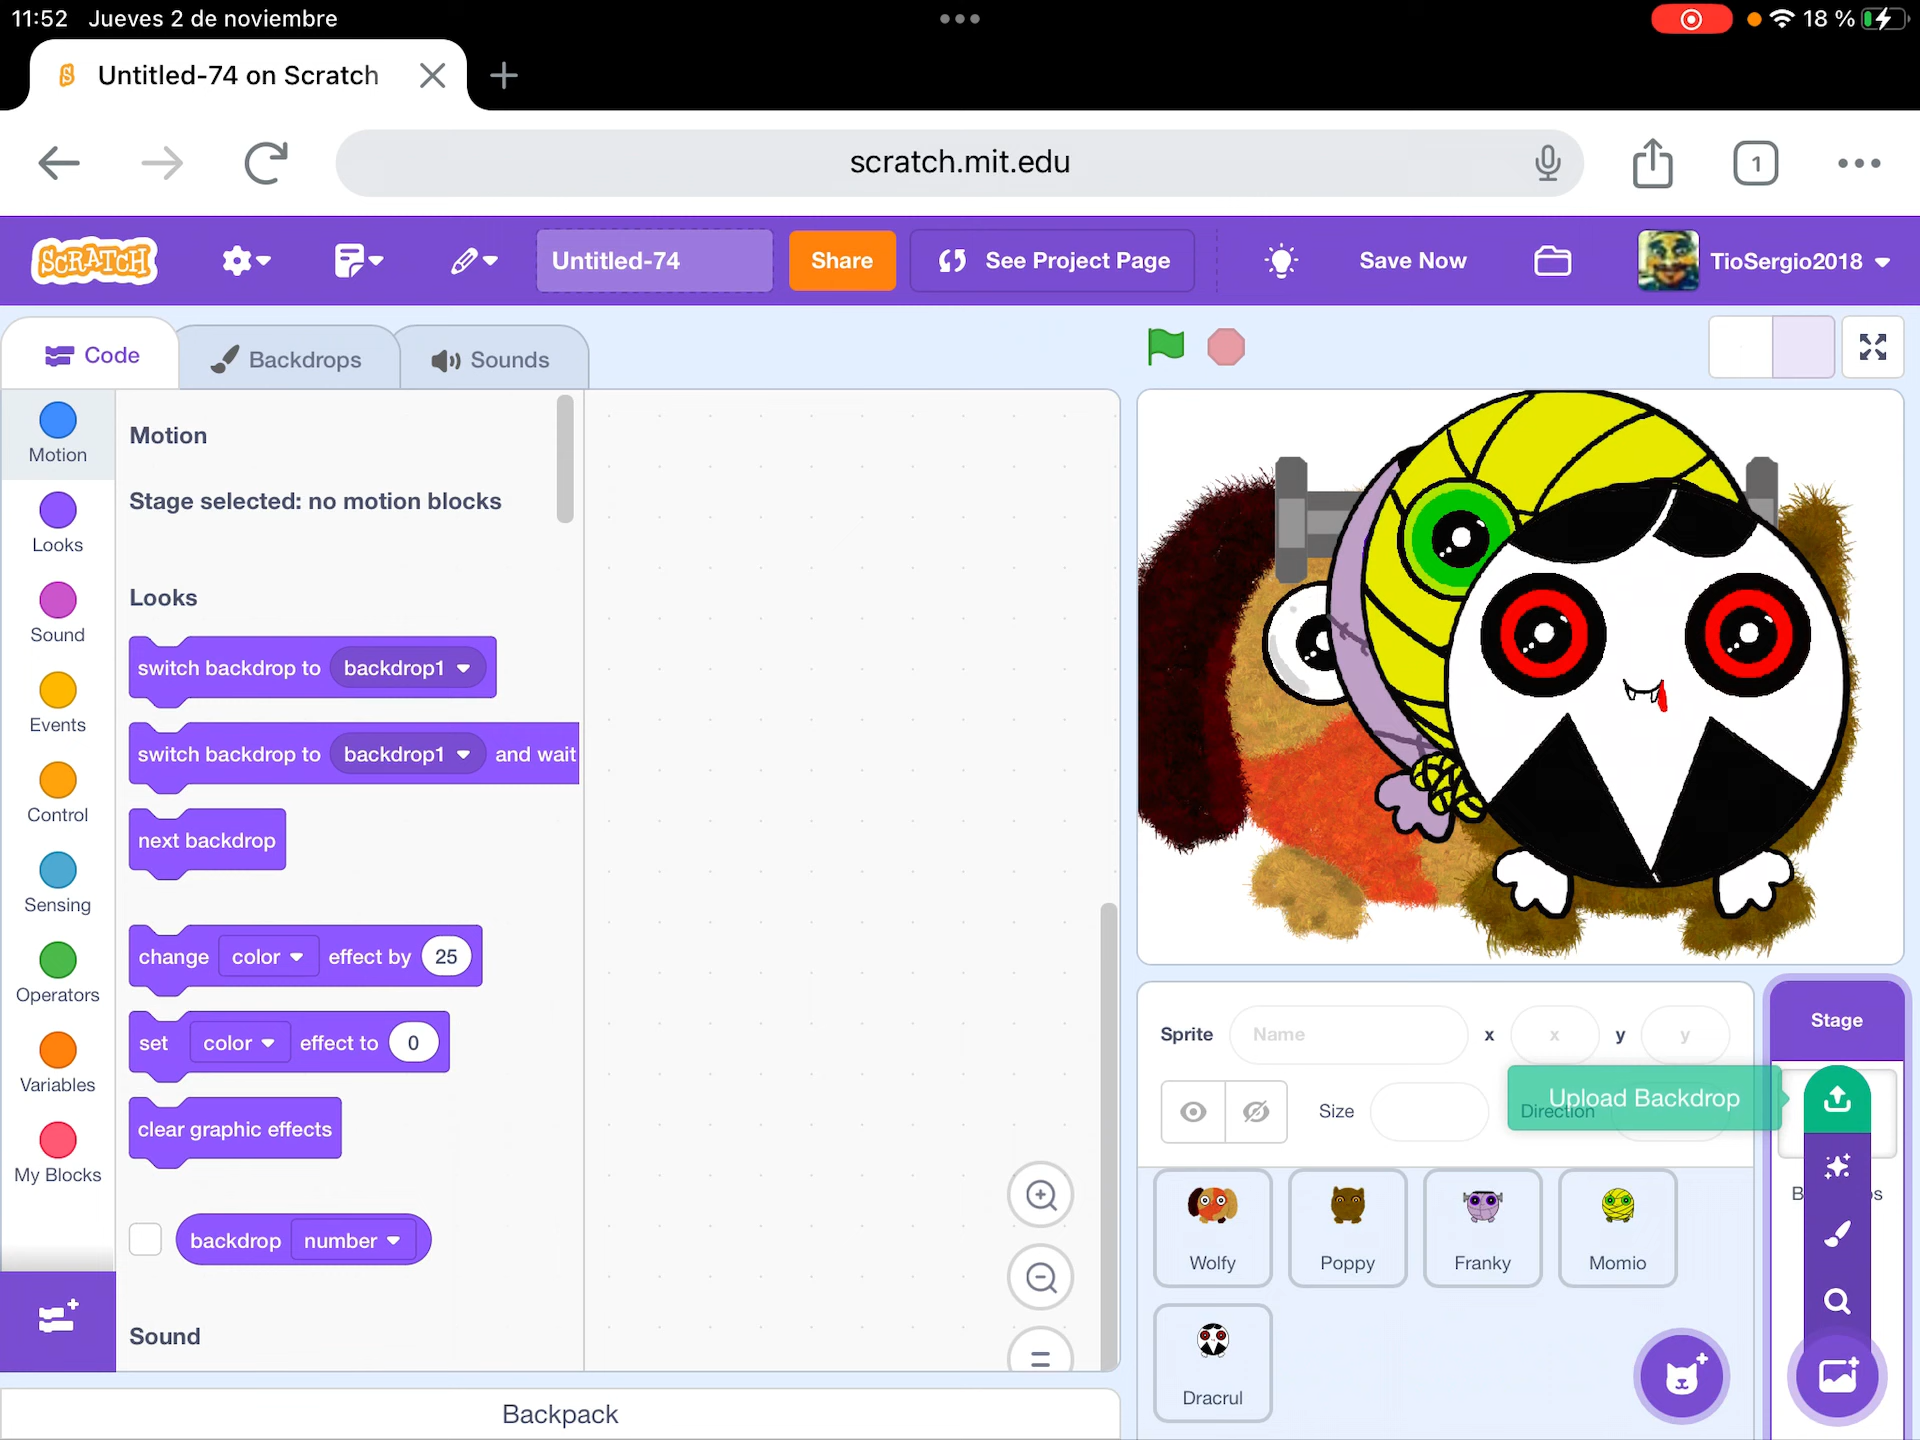 11:52 Jueves 2 de noviembre
18 %
Untitled-74 on Scratch
scratch.mit.edu
1
SCRATCH
Untitled-74
Share
See Project Page
Save Now
TioSergio2018
Code
Backdrops
Sounds
Motion
Looks
Sound
Events
Control
Sensing
Operators
Variables
My Blocks
Motion
Stage selected: no motion blocks
Looks
switch backdrop to backdrop1
switch backdrop to backdrop1 and wait
next backdrop
change color effect by 25
set color effect to 0
clear graphic effects
backdrop number
Sound
Backpack
Sprite Name x x y y
Size Direction
Upload Backdrop
Stage
Wolfy
Poppy
Franky
Momio
Dracrul